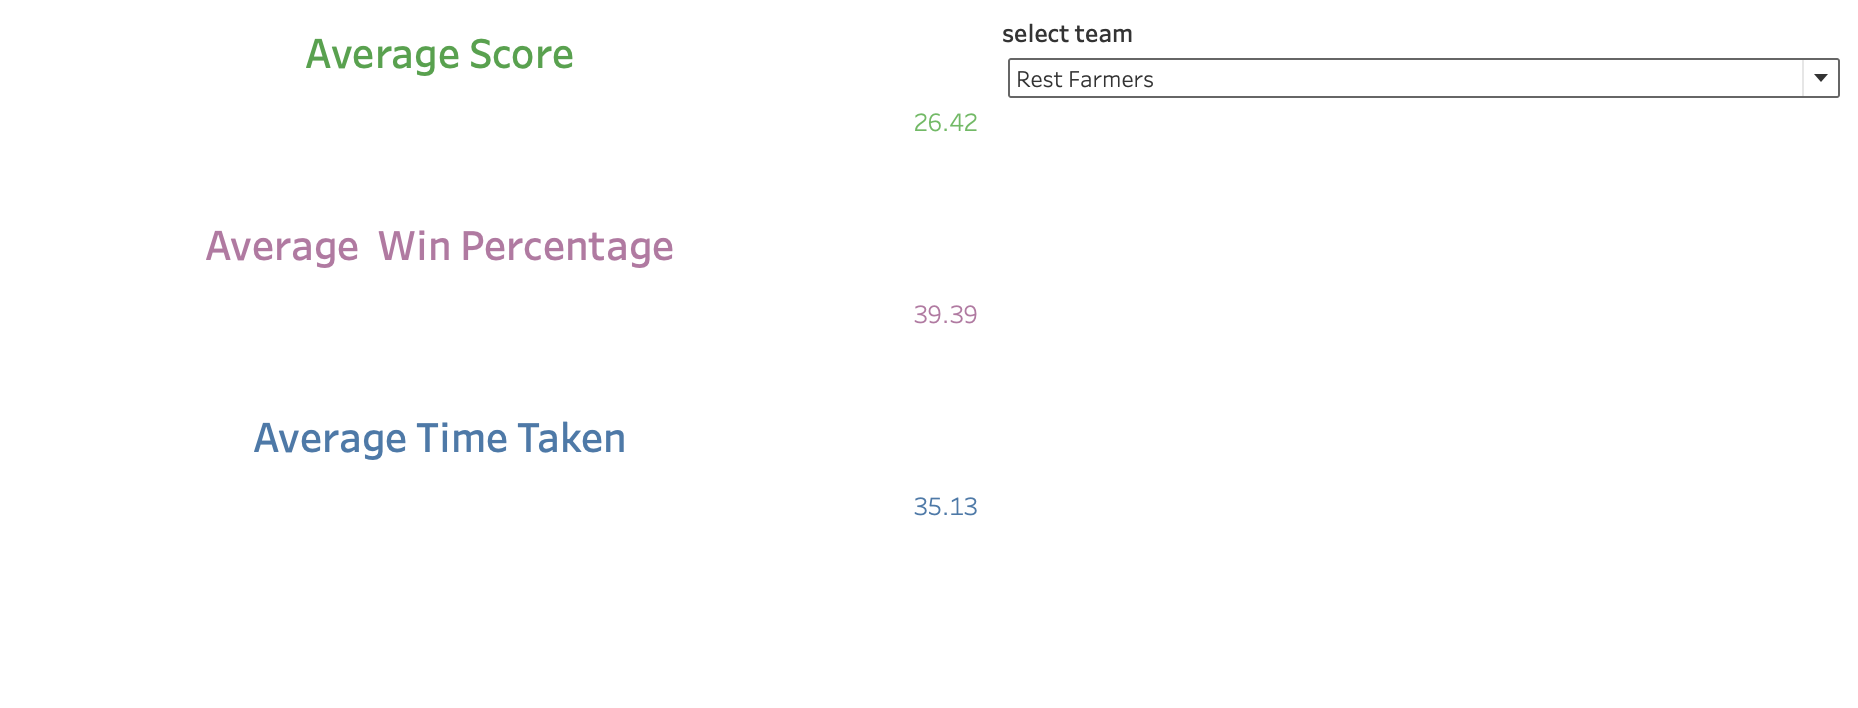 Average Score
select team
Rest Farmers
26.42
Average  Win Percentage
39.39
Average Time Taken
35.13